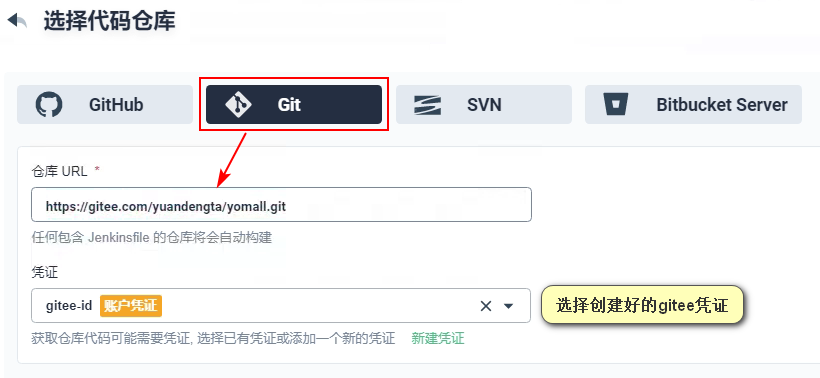 选择代码仓库
GitHub
Git
SVN
Bitbucket Server
仓库 URL *
https://gitee.com/yuandengta/yomall.git
任何包含 Jenkinsfile 的仓库将会自动构建
凭证
gitee-id 账户凭证
选择创建好的gitee凭证
获取仓库代码可能需要凭证, 选择已有凭证或添加一个新的凭证 新建凭证